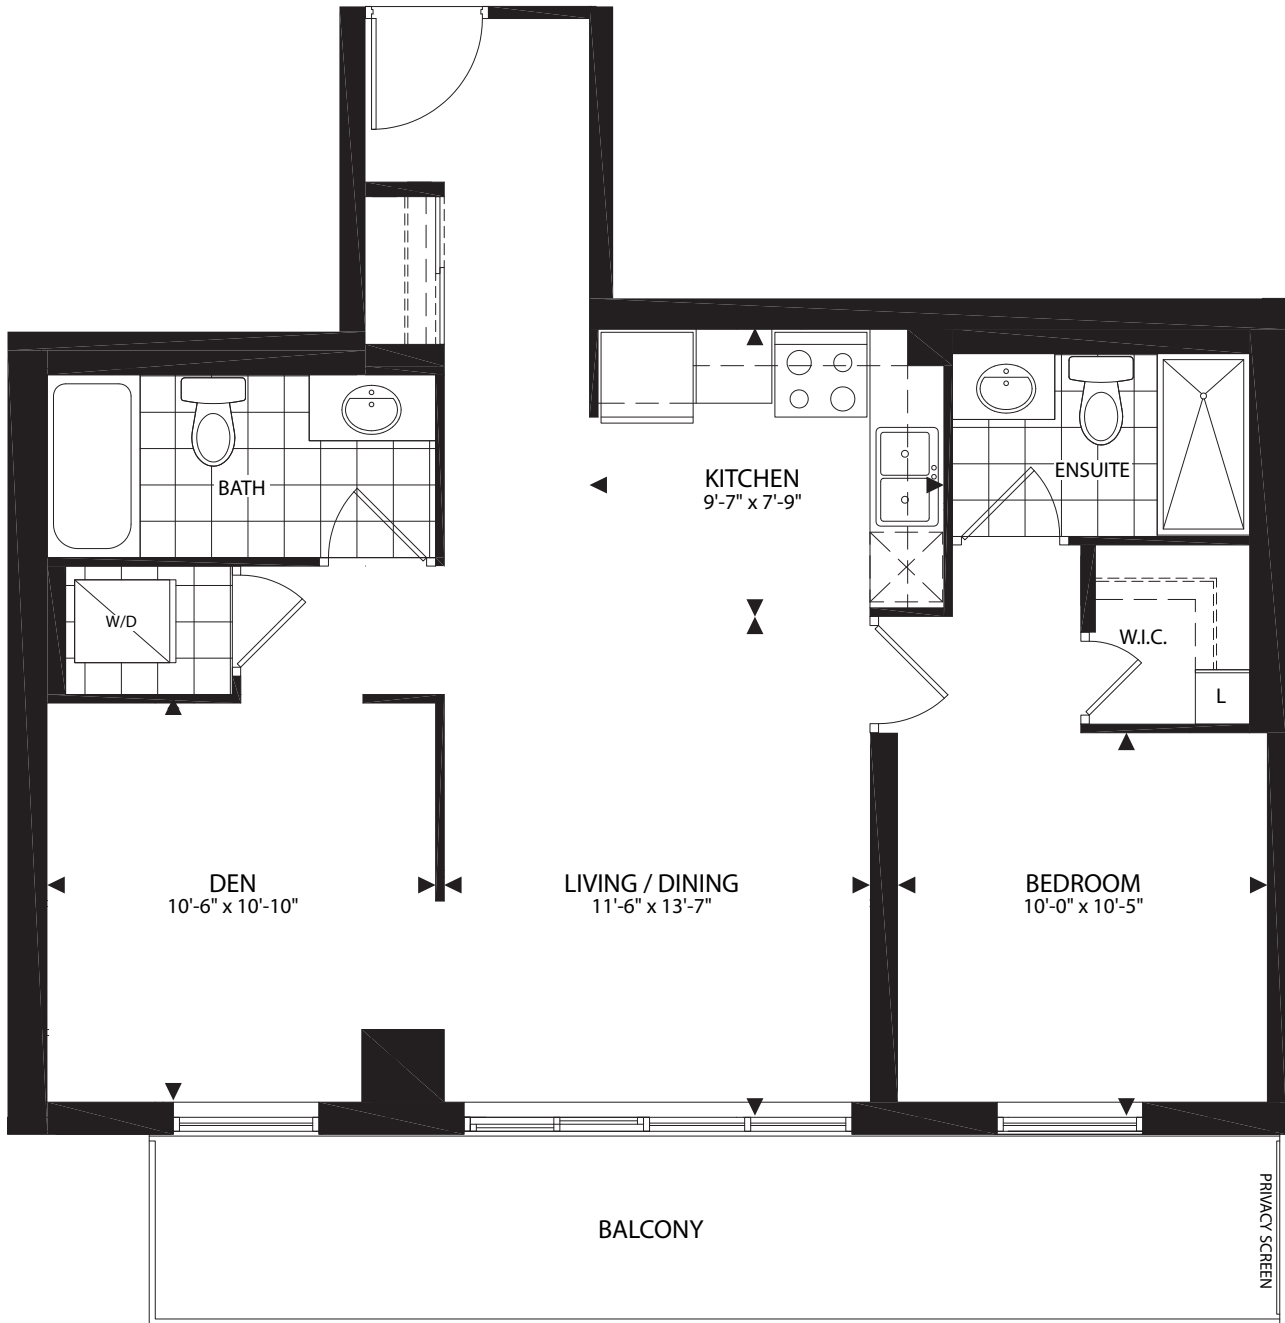 KITCHEN
9'-7" x 7'-9"
ENSUITE
BATH
W/D
W.I.C.
L
DEN
10'-6" x 10'-10"
LIVING / DINING
11'-6" x 13'-7"
BEDROOM
10'-0" x 10'-5"
BALCONY
PRIVACY SCREEN